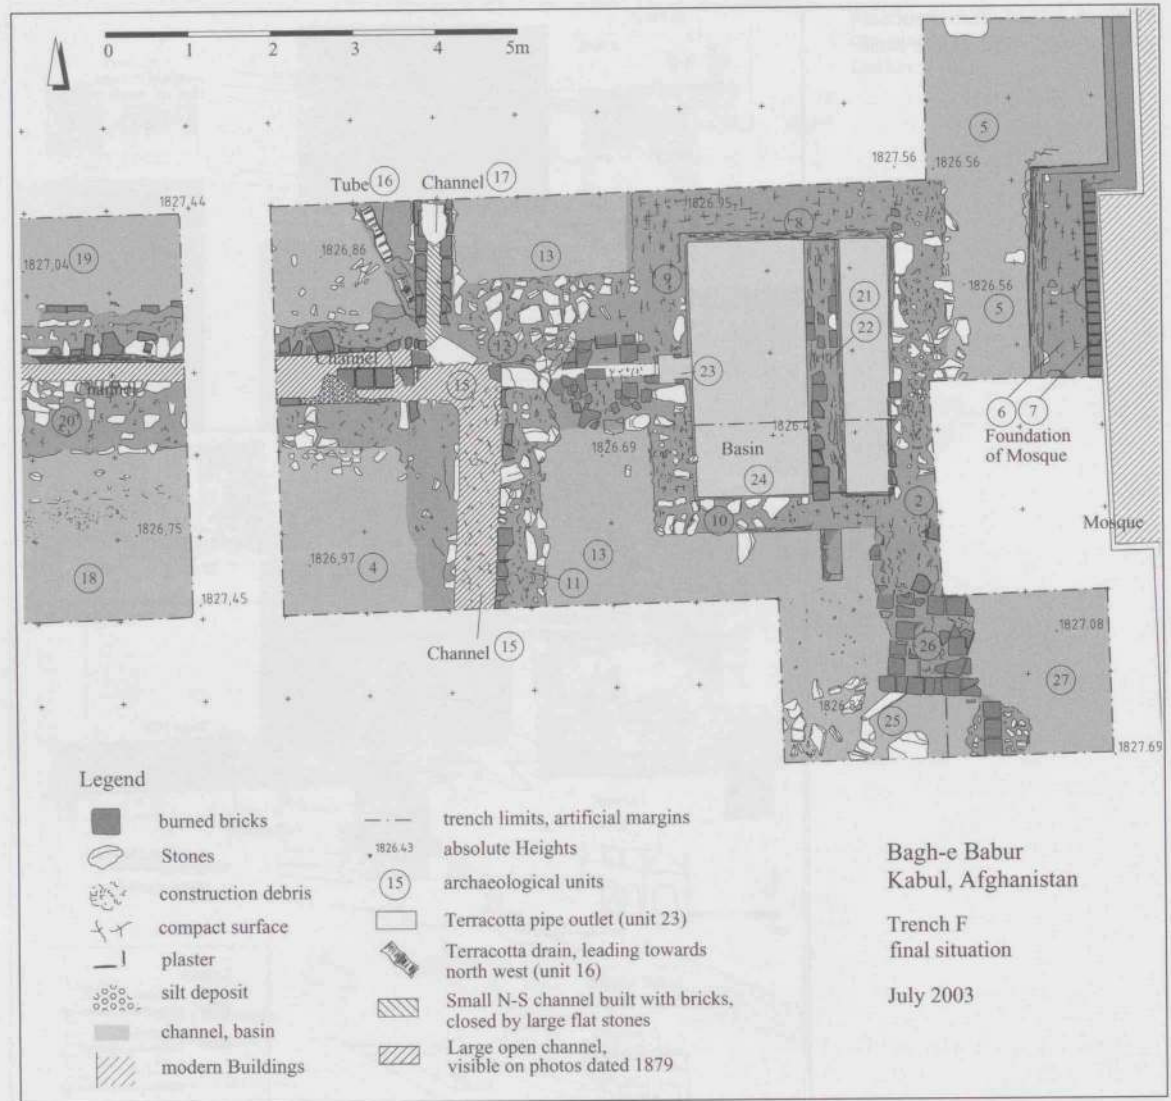 0 1 2 3 4 5m
Tube 16
Channel 17
1827.44
1827.56
1826.56
5
1826.95
8
1826.86
13
19
1827.04
9
21
22
1826.56
5
12
Channel
15
23
Channel
20
6 7
Foundation
of Mosque
1826.69
Basin
24
10
2
Mosque
1826.75
18
1826.97
4
13
11
1827.45
Channel 15
26
1827.08
27
25
1827.69
Legend
burned bricks
Stones
construction debris
compact surface
plaster
silt deposit
channel, basin
modern Buildings
trench limits, artificial margins
1826.43 absolute Heights
15 archaeological units
Terracotta pipe outlet (unit 23)
Terracotta drain, leading towards
north west (unit 16)
Small N-S channel built with bricks,
closed by large flat stones
Large open channel,
visible on photos dated 1879
Bagh-e Babur
Kabul, Afghanistan
Trench F
final situation
July 2003